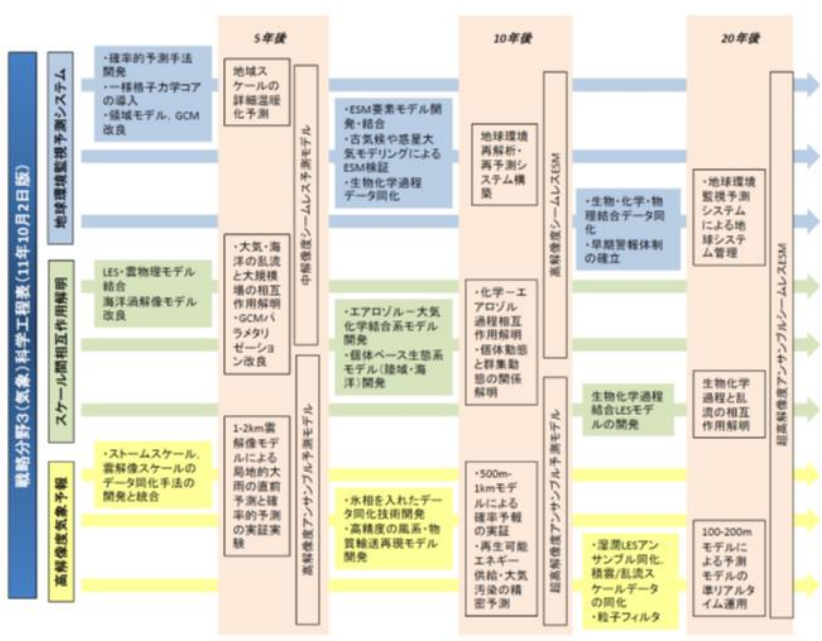 戦略分野3(気象)科学工程表(11年10月2日版)
5年後
10年後
20年後
地球環境監視予測システム
・確率的予測手法
開発
・一様格子力学コア
の導入
・領域モデル, GCM
改良
地域ス
ケールの
詳細温暖
化予測
中解像度シームレス予測モデル
・ESM要素モデル開
発・結合
・古気候や惑星大
気モデリングによる
ESM検証
・生物化学過程
データ同化
地球環境
再解析・
再予測シ
ステム構
築
高解像度シームレスESM
・生物・化学・物
理結合データ同
化
・早期警報体制
の確立
・地球環境
監視予測
システム
による地
球システ
ム管理
超高解像度アンサンブルシームレスESM
スケール間相互作用解明
LES・雲物理モデル
結合
海洋渦解像モデル
改良
・大気・海
洋の乱流
と大規模
場の相互
作用解明
・GCMパ
ラメタリ
ゼーショ
ン改良
・エアロゾルー大気
化学結合系モデル
開発
・個体ベース生態系
モデル(陸域・海
洋)開発
・化学ーエ
アロゾル
過程相互
作用解明
・個体動態
と群集動
態の関係
解明
生物化学過程
結合LESモデ
ルの開発
生物化学
過程と乱
流の相互
作用解明
高解像度気象予報
・ストームスケール,
雲解像スケールの
データ同化手法の
開発と統合
1-2km雲
解像モデ
ルによる
局地的大
雨の直前
予測と確
率的予測
の実証実
験
高解像度アンサンブル予測モデル
・氷相を入れたデー
タ同化技術開発
・高精度の風系・物
質輸送再現モデル
開発
・500m-
1kmモデ
ルによる
確率予報
の実証
・再生可能
エネルギー
供給・大気
汚染の精
密予測
超高解像度アンサンブル予測モデル
・湿潤LESアン
サンブル同化,
積雲/乱流ス
ケールデータ
の同化
・粒子フィルタ
100-200m
モデルに
よる予測
モデルの
準リアルタ
イム運用